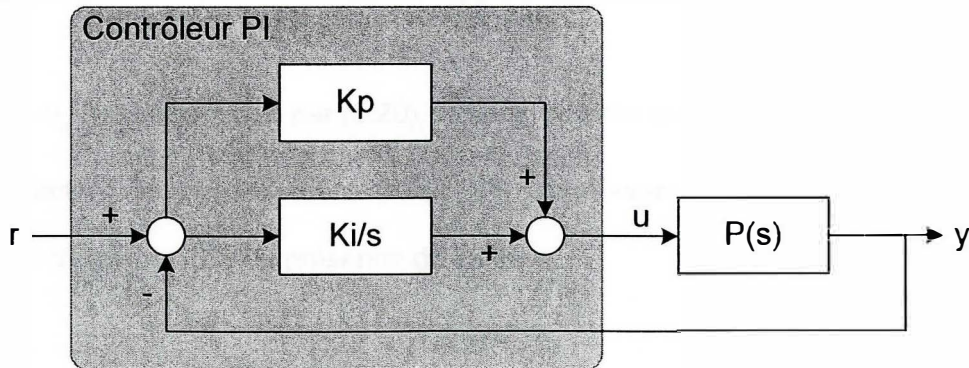 Contrôleur PI
Kp
+
+
r
Ki/s
+
u
P(s)
y
-